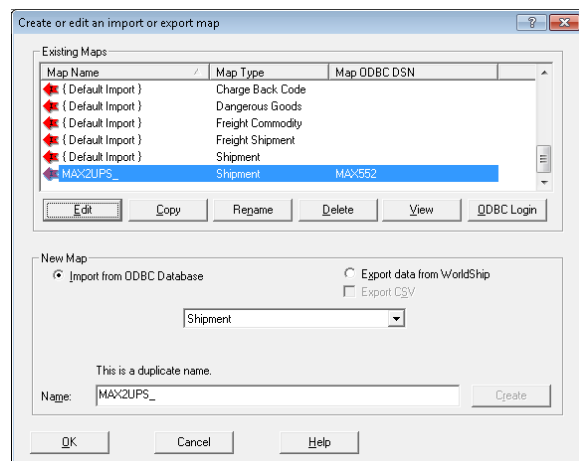 Create or edit an import or export map
Existing Maps
Map Name / Map Type Map ODBC DSN
{ Default Import } Charge Back Code
{ Default Import } Dangerous Goods
{ Default Import } Freight Commodity
{ Default Import } Freight Shipment
{ Default Import } Shipment
MAX2UPS_ Shipment MAX552
Edit Copy Rename Delete View ODBC Login
New Map
Import from ODBC Database Export data from WorldShip
Export CSV
Shipment
This is a duplicate name.
Name: MAX2UPS_ Create
OK Cancel Help